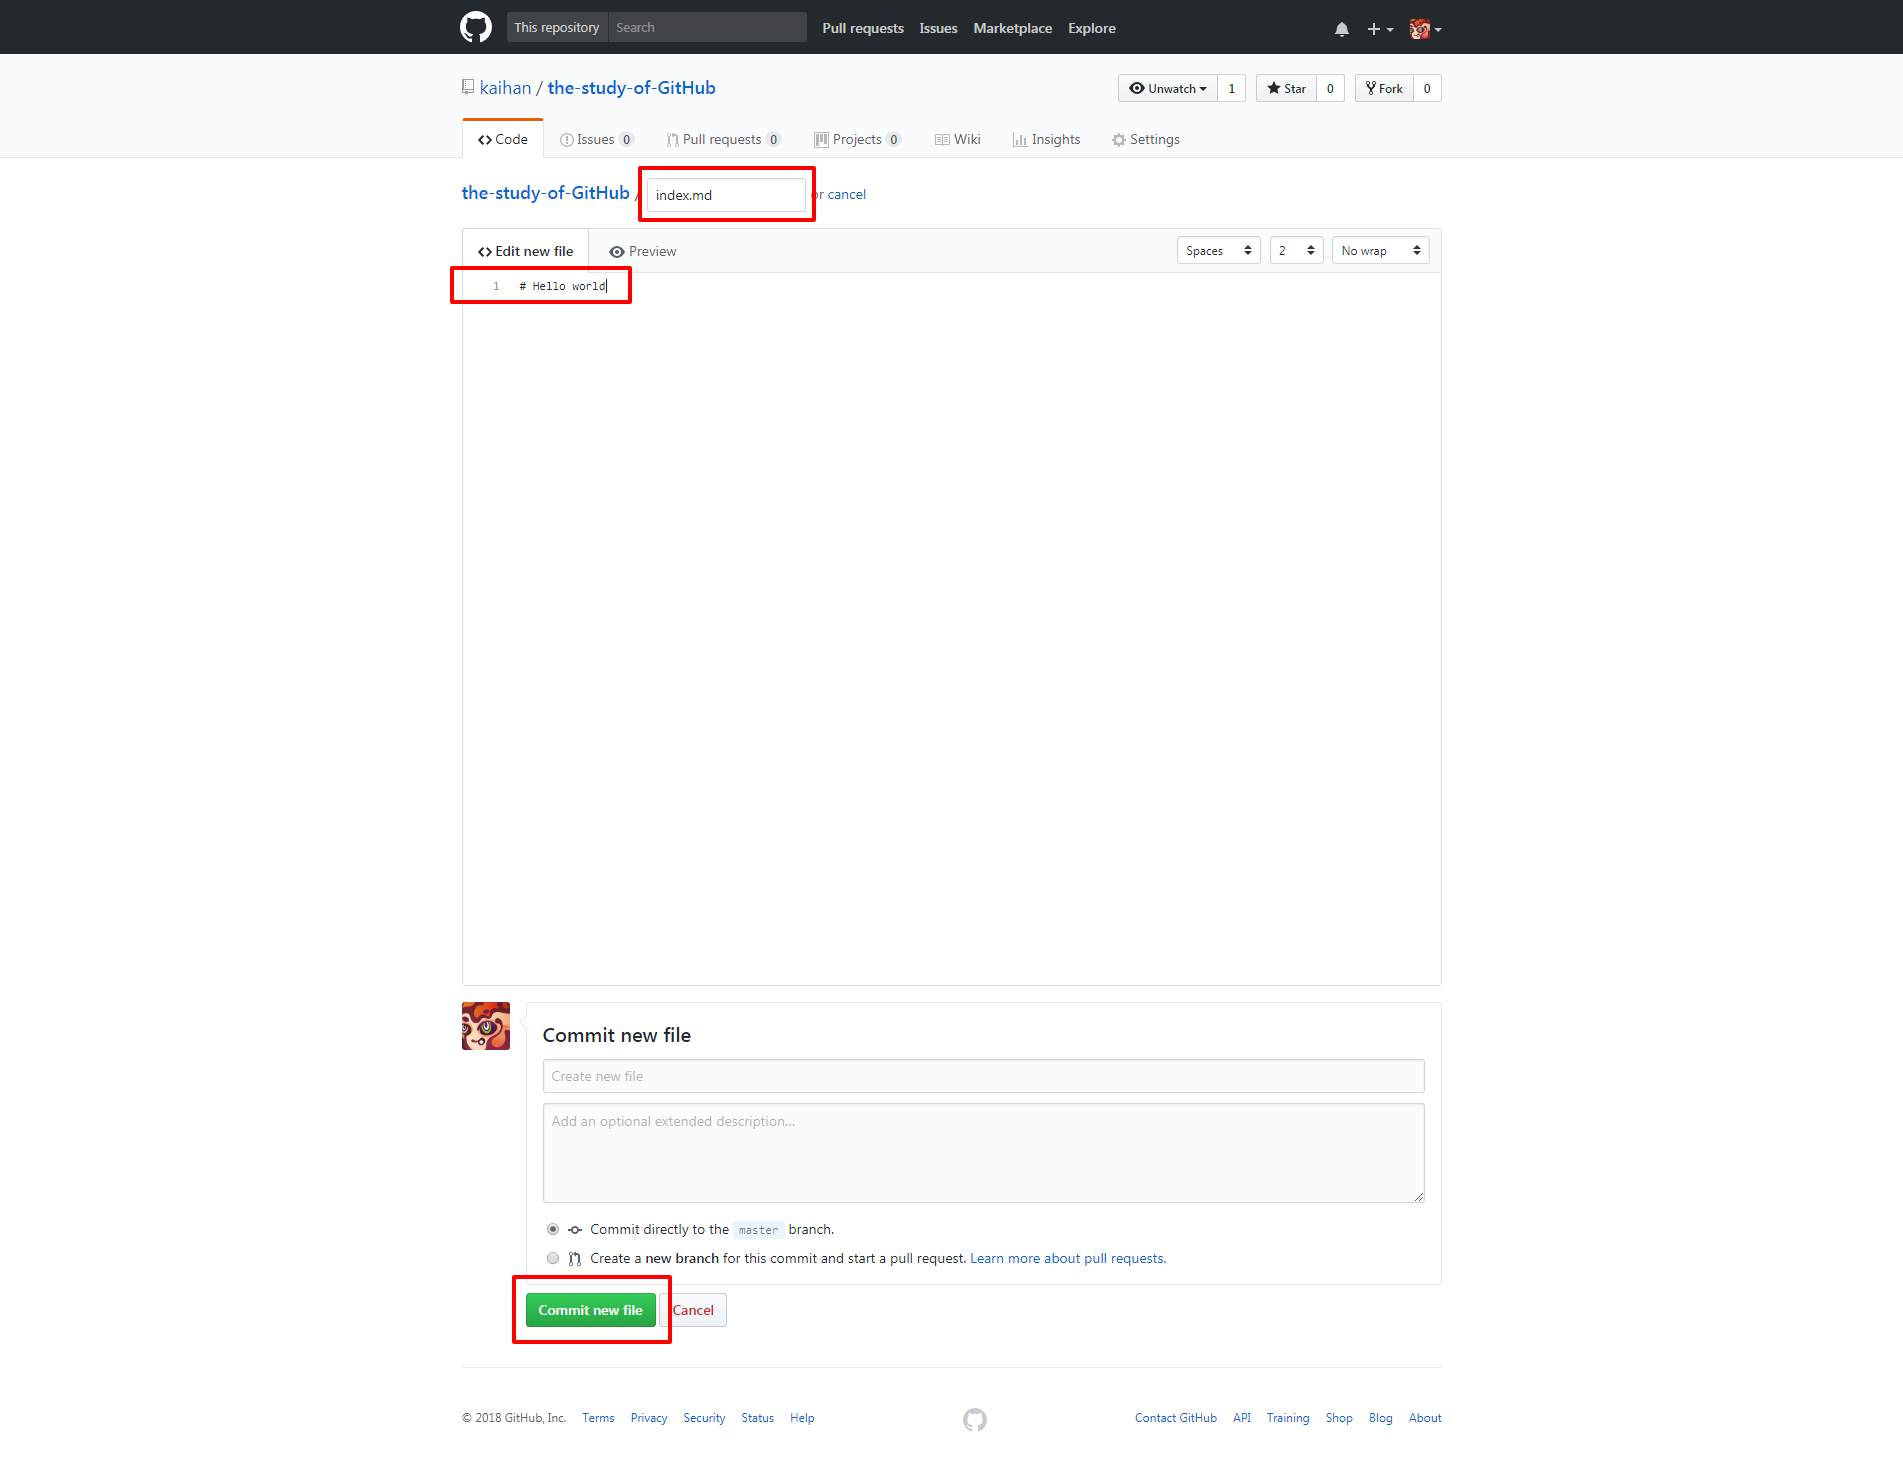 This repository Search Pull requests Issues Marketplace Explore
kaihan / the-study-of-GitHub Unwatch 1 Star 0 Fork 0
Code Issues 0 Pull requests 0 Projects 0 Wiki Insights Settings
the-study-of-GitHub / index.md or cancel
Edit new file Preview Spaces 2 No wrap
1 # Hello world
Commit new file
Create new file
Add an optional extended description...
Commit directly to the master branch.
Create a new branch for this commit and start a pull request. Learn more about pull requests.
Commit new file Cancel
© 2018 GitHub, Inc. Terms Privacy Security Status Help Contact GitHub API Training Shop Blog About